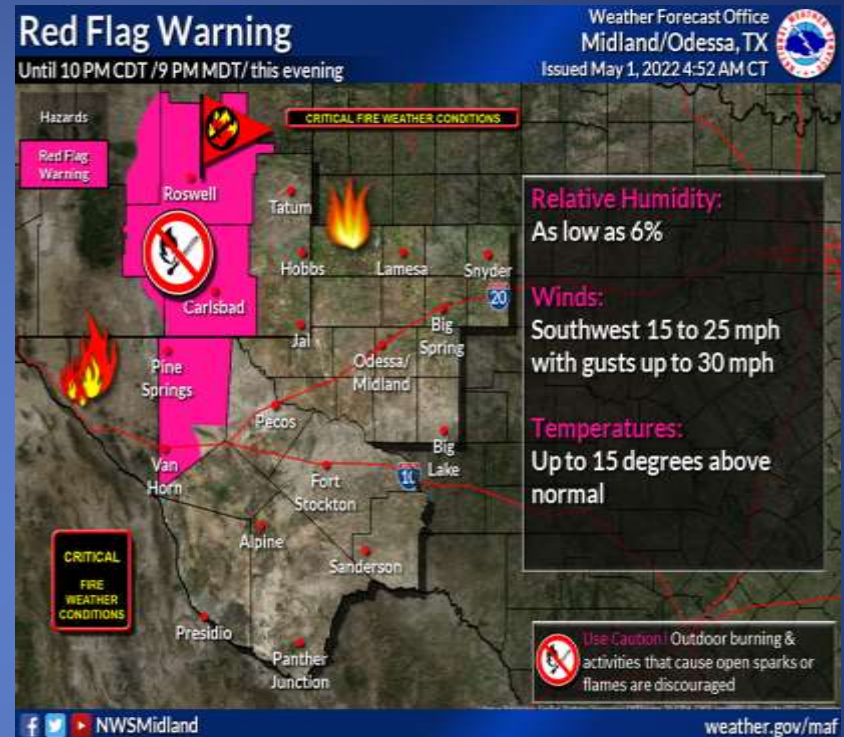 Red Flag Warning
Until 10 PM CDT /9 PM MDT/ this evening
Weather Forecast Office
Midland/Odessa, TX
Issued May 1, 2022 4:52 AM CT
Hazards
Red Flag
Warning
CRITICAL FIRE WEATHER CONDITIONS
Roswell
Tatum
Hobbs
Lamesa
Snyder
20
Carlsbad
Jal
Big
Spring
Odessa/
Midland
Pine
Springs
Pecos
Van
Horn
Big
Lake
10
Fort
Stockton
Alpine
Sanderson
Presidio
Panther
Junction
CRITICAL
FIRE
WEATHER
CONDITIONS
Relative Humidity:
As low as 6%
Winds:
Southwest 15 to 25 mph
with gusts up to 30 mph
Temperatures:
Up to 15 degrees above
normal
Use Caution! Outdoor burning &
activities that cause open sparks or
flames are discouraged
NWSMidland
weather.gov/maf